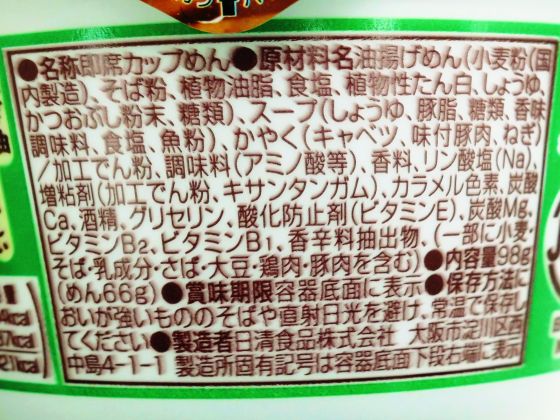 ●名称即席カップめん●原材料名油揚げめん(小麦粉(国
内製造)、そば粉、植物油脂、食塩、植物性たん白、しょうゆ、
かつおぶし粉末、糖類)、スープ(しょうゆ、豚脂、糖類、香味
調味料、食塩、魚粉)、かやく(キャベツ、味付豚肉、ねぎ)
/加工でん粉、調味料(アミノ酸等)、香料、リン酸塩(Na)、
増粘剤(加工でん粉、キサンタンガム)、カラメル色素、炭酸
Ca、酒精、グリセリン、酸化防止剤(ビタミンE)、炭酸Mg、
ビタミンB2、ビタミンB1、香辛料抽出物、(一部に小麦・
そば・乳成分・さば・大豆・鶏肉・豚肉を含む)●内容量98g
(めん66g)●賞味期限容器底面に表示●保存方法に
おいが強いもののそばや直射日光を避け、常温で保存し
てください●製造者日清食品株式会社 大阪市淀川区西
中島4-1-1 製造所固有記号は容器底面下段右端に表示